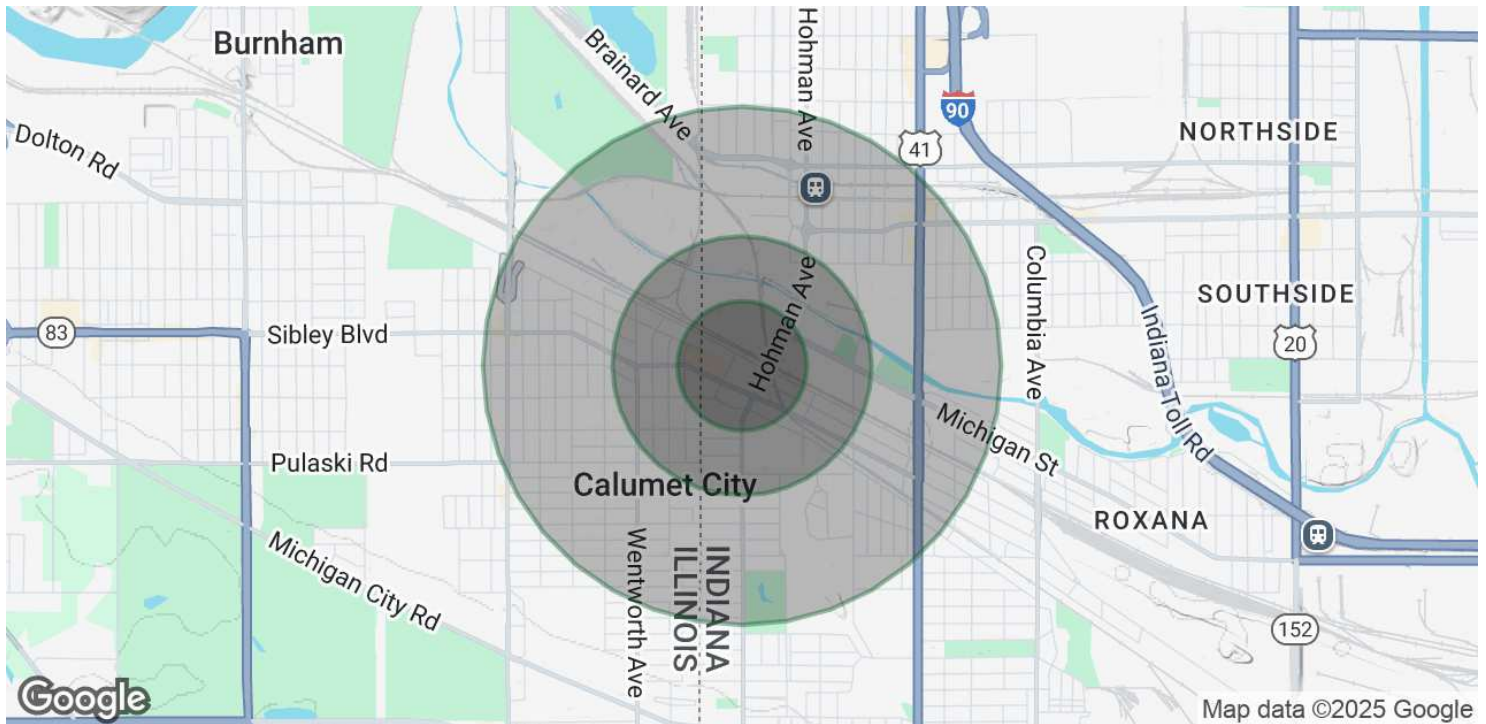 Burnham
Brainard Ave
Hohman Ave
90
41
NORTHSIDE
Dolton Rd
Hohman Ave
Columbia Ave
Indiana Toll Rd
SOUTHSIDE
20
83
Sibley Blvd
Michigan St
Pulaski Rd
Calumet City
ROXANA
Michigan City Rd
Wentworth Ave
ILLINOIS
INDIANA
152
Google
Map data ©2025 Google